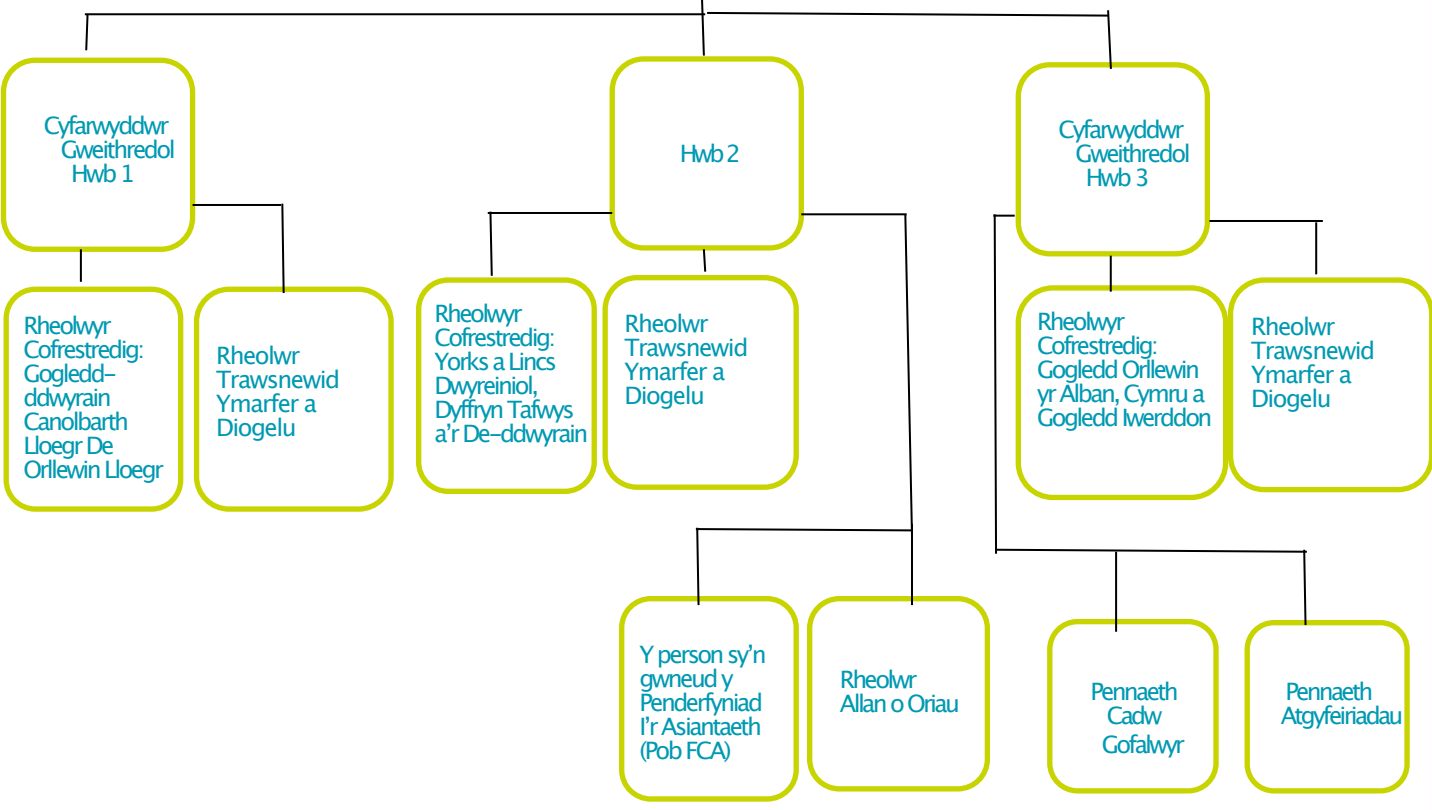 Cyfarwyddwr
Gweithredol
Hwb 1
Hwb 2
Cyfarwyddwr
Gweithredol
Hwb 3
Rheolwyr
Cofrestredig:
Gogledd–
ddwyrain
Canolbarth
Lloegr De
Orllewin Lloegr
Rheolwr
Trawsnewid
Ymarfer a
Diogelu
Rheolwyr
Cofrestredig:
Yorks a Lincs
Dwyreiniol,
Dyffryn Tafwys
a'r De–ddwyrain
Rheolwr
Trawsnewid
Ymarfer a
Diogelu
Rheolwyr
Cofrestredig:
Gogledd Orllewin
yr Alban, Cymru a
Gogledd Iwerddon
Rheolwr
Trawsnewid
Ymarfer a
Diogelu
Y person sy'n
gwneud y
Penderfyniad
I'r Asiantaeth
(Pob FCA)
Rheolwr
Allan o Oriau
Pennaeth
Cadw
Gofalwyr
Pennaeth
Atgyfeiriadau